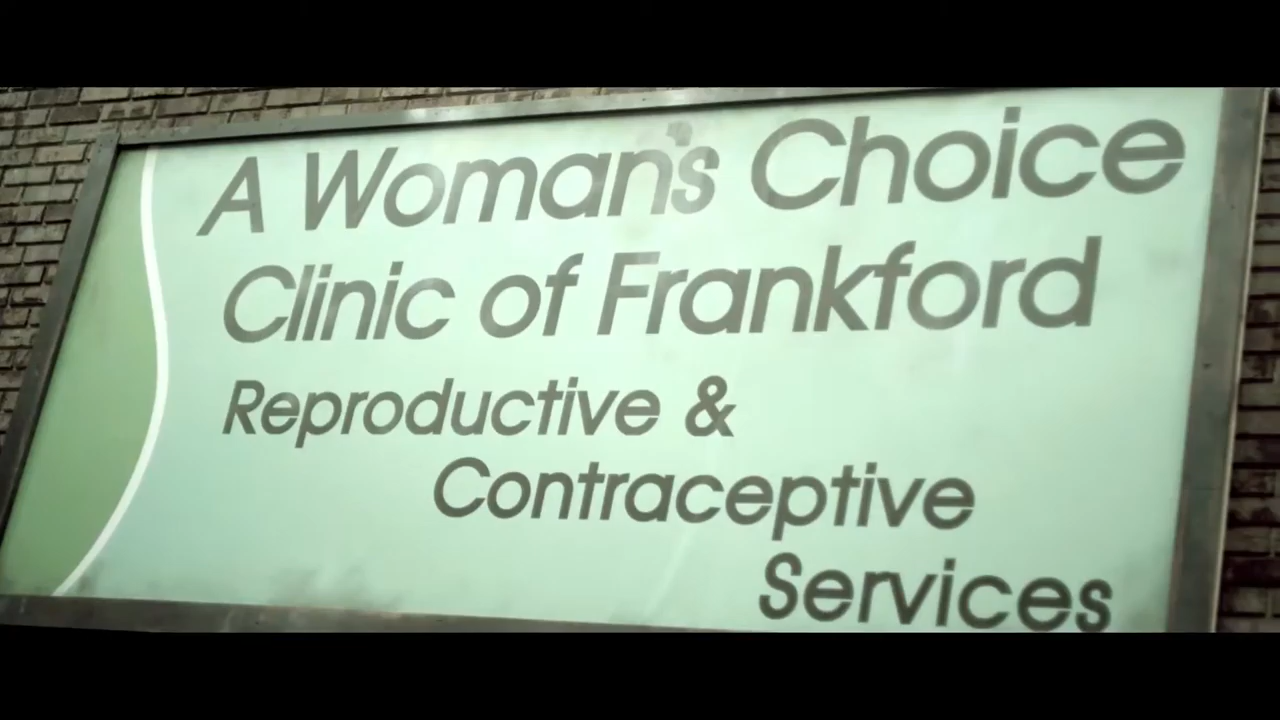 A Woman's Choice
Clinic of Frankford
Reproductive &
Contraceptive
Services